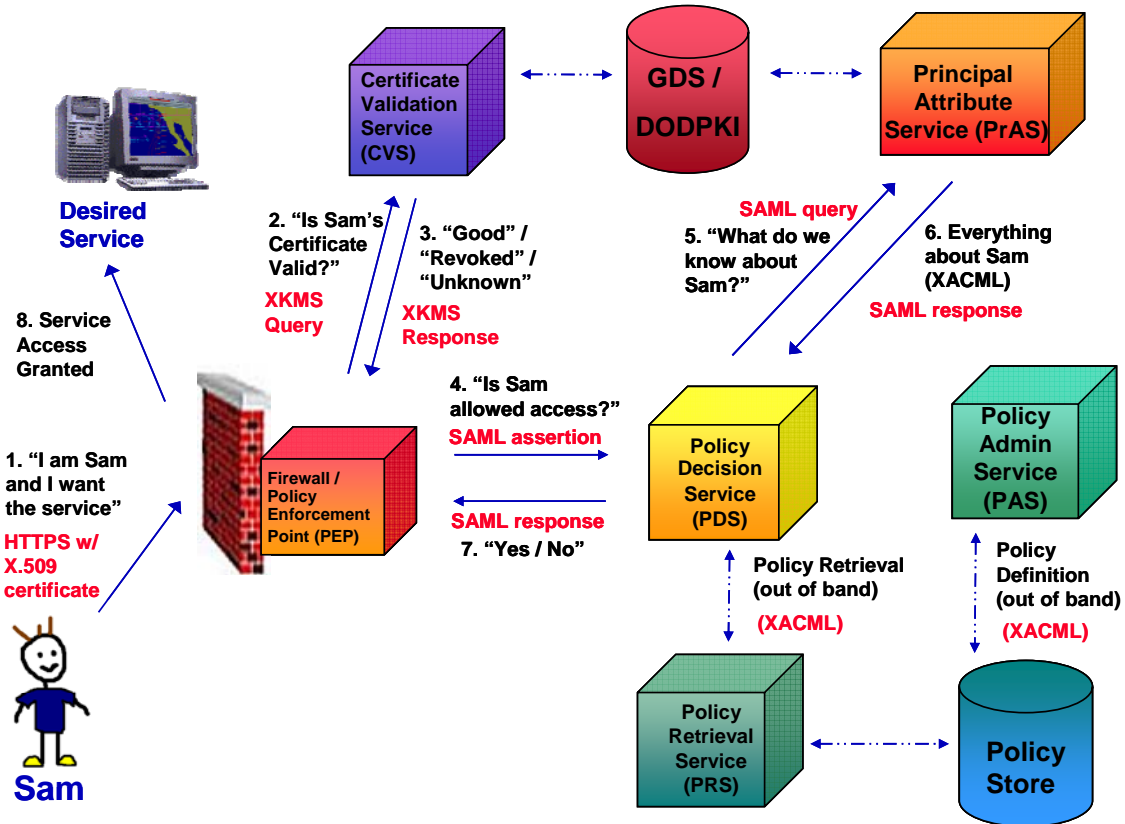 Certificate
Validation
Service
(CVS)
GDS /
DODPKI
Principal
Attribute
Service (PrAS)
Desired
Service
2. “Is Sam’s
Certificate
Valid?”
XKMS
Query
3. “Good” /
“Revoked” /
“Unknown”
XKMS
Response
SAML query
5. “What do we
know about
Sam?”
6. Everything
about Sam
(XACML)
SAML response
8. Service
Access
Granted
4. “Is Sam
allowed access?”
SAML assertion
1. “I am Sam
and I want
the service”
HTTPS w/
X.509
certificate
Firewall /
Policy
Enforcement
Point (PEP)
SAML response
7. “Yes / No”
Policy
Decision
Service
(PDS)
Policy
Admin
Service
(PAS)
Policy Retrieval
(out of band)
(XACML)
Policy
Definition
(out of band)
(XACML)
Sam
Policy
Retrieval
Service
(PRS)
Policy
Store